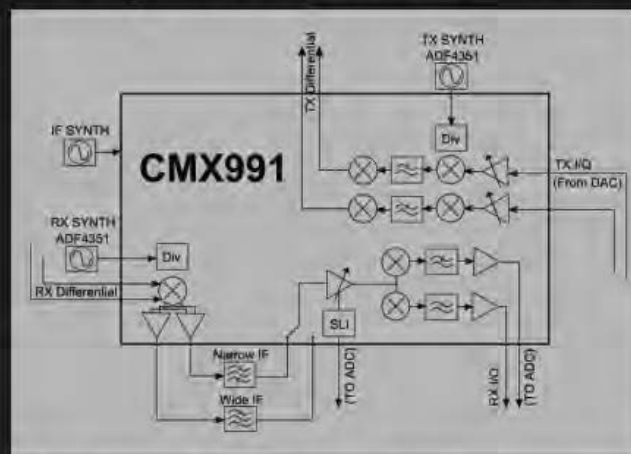 TX Differential
TX SYNTH
ADF4351
IF SYNTH
CMX991
Div
TX I/Q
(From DAC)
RX SYNTH
ADF4351
Div
RX Differential
SLI
Narrow IF
Wide IF
(TO ADC)
RX I/Q
(TO ADC)